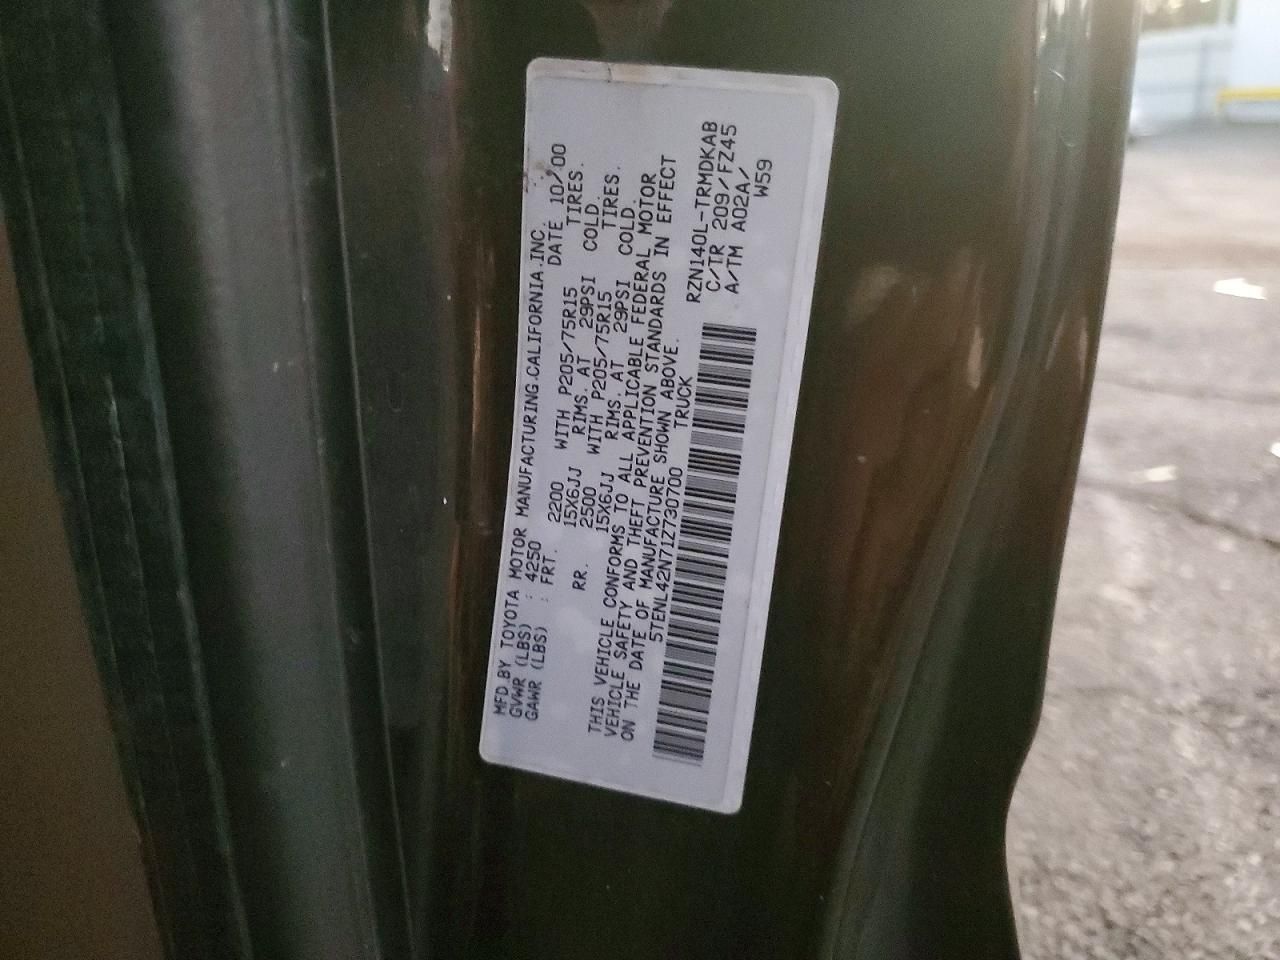 MFD.BY TOYOTA MOTOR MANUFACTURING.CALIFORNIA.INC.
GVWR (LBS) : 4250 DATE 10/00
GAWR (LBS) : FRT. 2200 WITH P205/75R15 TIRES.
15X6JJ RIMS. AT 29PSI COLD.
RR. 2500 WITH P205/75R15 TIRES.
15X6JJ RIMS. AT 29PSI COLD.
THIS VEHICLE CONFORMS TO ALL APPLICABLE FEDERAL MOTOR
VEHICLE SAFETY AND THEFT PREVENTION STANDARDS IN EFFECT
ON THE DATE OF MANUFACTURE SHOWN ABOVE.
5TENL42N71Z730700 TRUCK
RZN140L-TRMDKAB
C/TR 209/FZ45
A/TM A02A/
W59